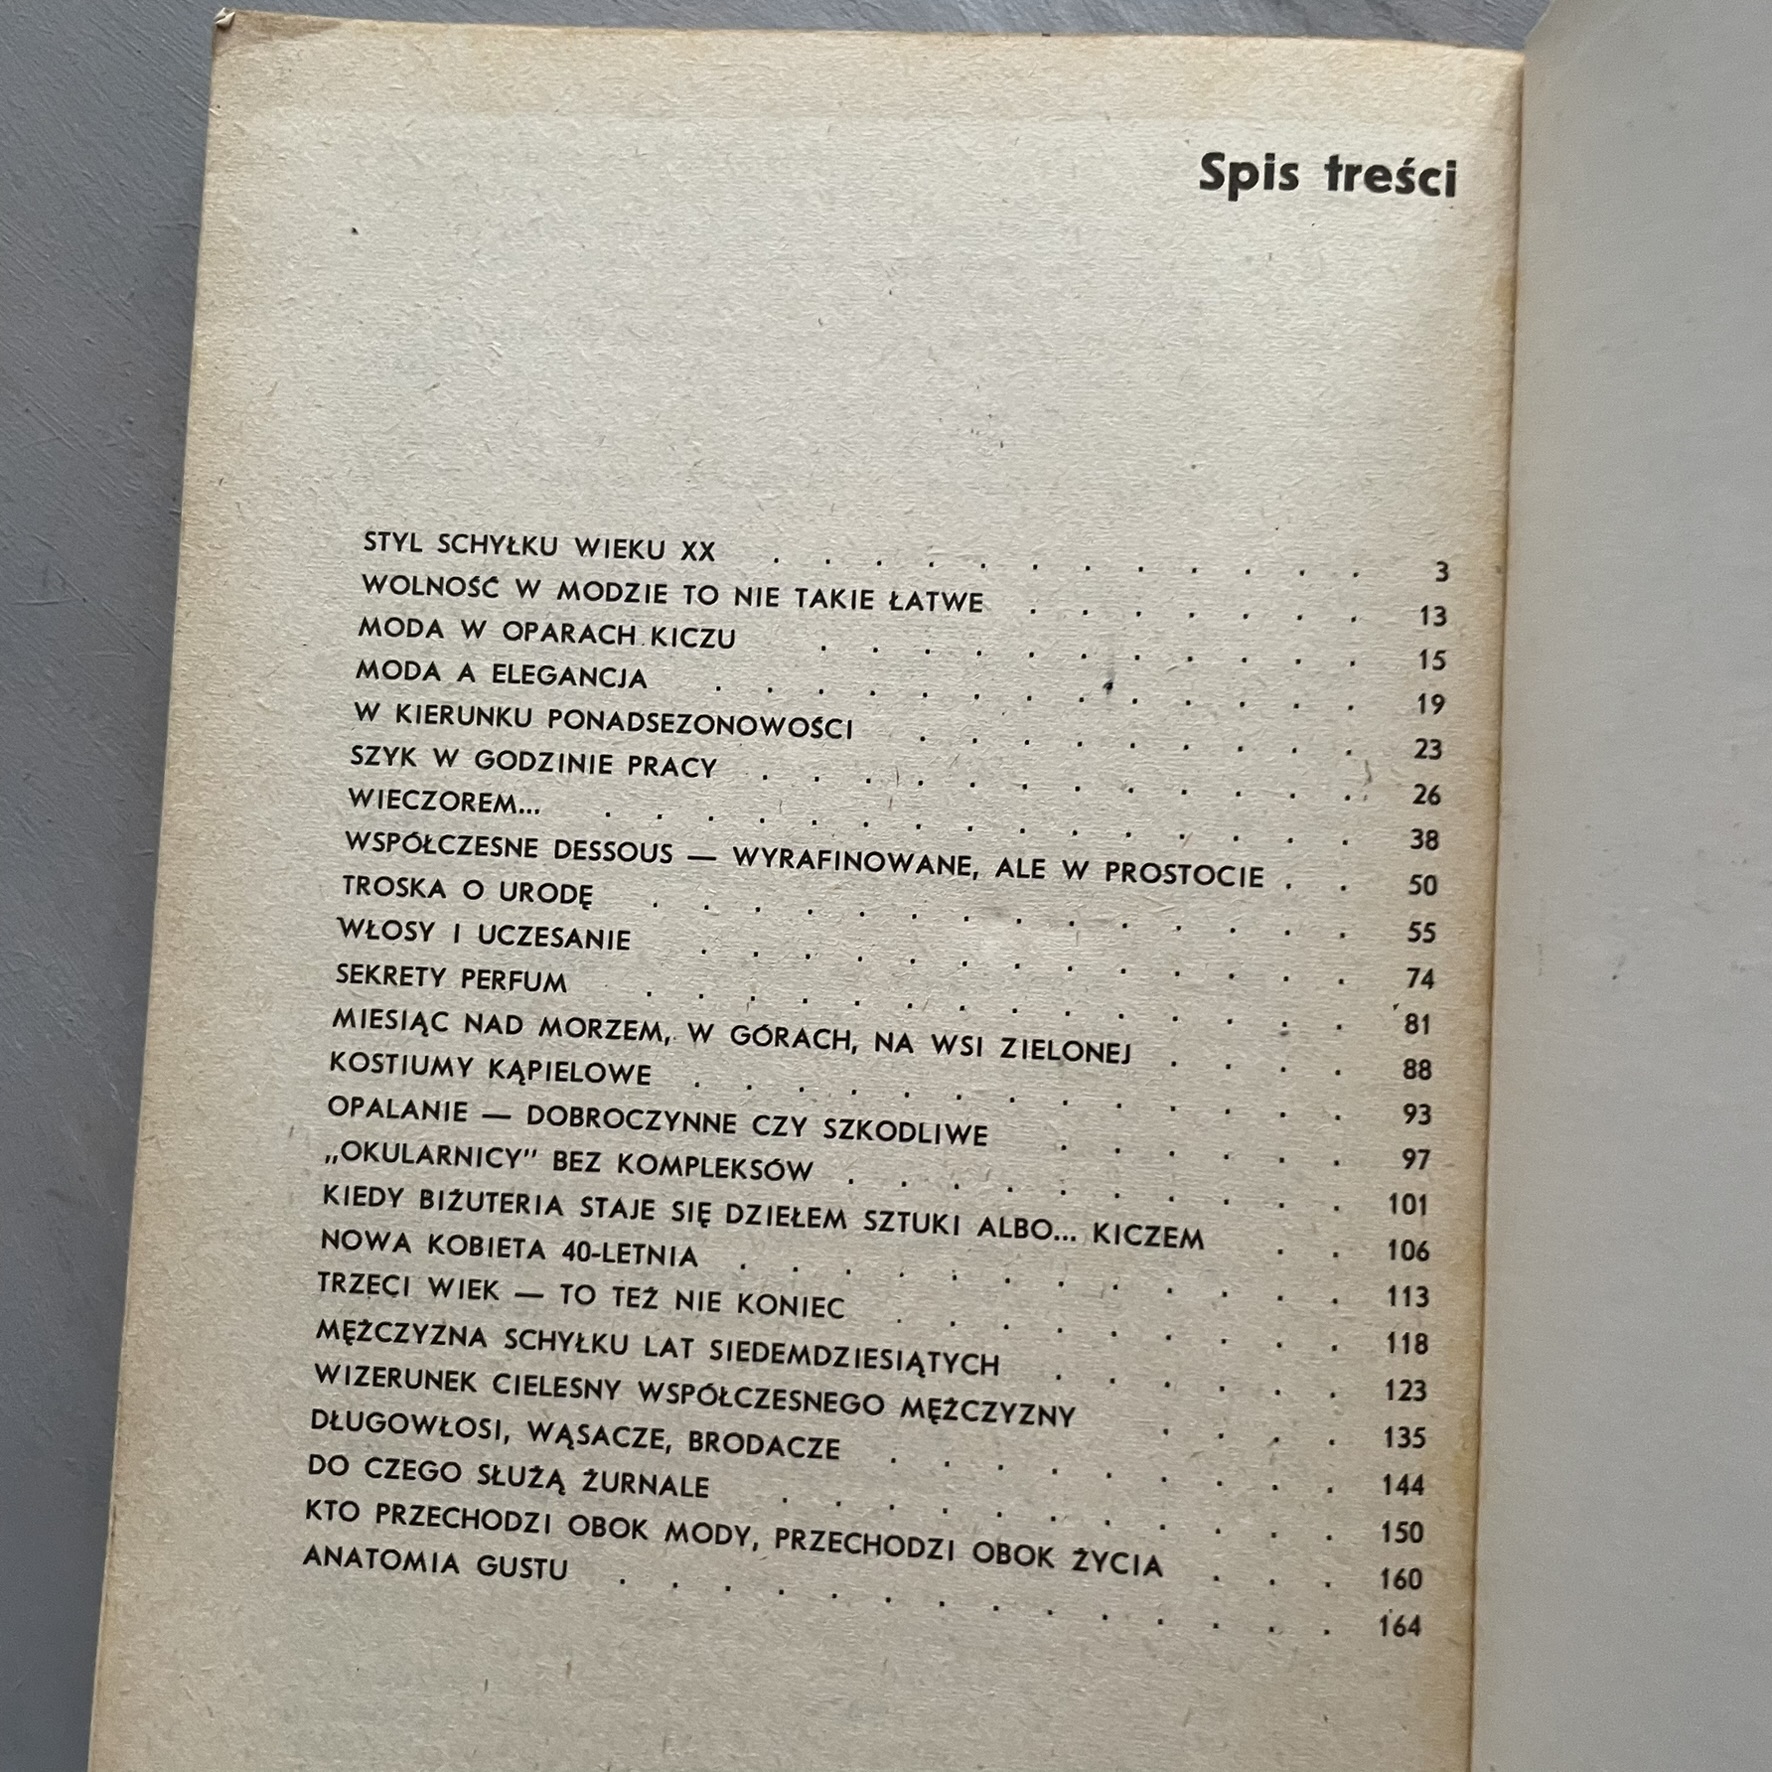 Spis treści
STYL SCHYŁKU WIEKU XX . . . . . . . . . . . . 3
WOLNOŚĆ W MODZIE TO NIE TAKIE ŁATWE . . . . . . . 13
MODA W OPARACH KICZU . . . . . . . . . . . 15
MODA A ELEGANCJA . . . . . . . . . . . . . 19
W KIERUNKU PONADSEZONOWOŚCI . . . . . . . . . 23
SZYK W GODZINIE PRACY . . . . . . . . . . . . 26
WIECZOREM... . . . . . . . . . . . . . . . 38
WSPÓŁCZESNE DESSOUS — WYRAFINOWANE, ALE W PROSTOCIE . . 50
TROSKA O URODĘ . . . . . . . . . . . . . . 55
WŁOSY I UCZESANIE . . . . . . . . . . . . . 74
SEKRETY PERFUM . . . . . . . . . . . . . . 81
MIESIĄC NAD MORZEM, W GÓRACH, NA WSI ZIELONEJ . . . . 88
KOSTIUMY KĄPIELOWE . . . . . . . . . . . . . 93
OPALANIE — DOBROCZYNNE CZY SZKODLIWE . . . . . . 97
„OKULARNICY” BEZ KOMPLEKSÓW . . . . . . . . . . 101
KIEDY BIŻUTERIA STAJE SIĘ DZIEŁEM SZTUKI ALBO... KICZEM . . 106
NOWA KOBIETA 40-LETNIA . . . . . . . . . . . . 113
TRZECI WIEK — TO TEŻ NIE KONIEC . . . . . . . . . 118
MĘŻCZYZNA SCHYŁKU LAT SIEDEMDZIESIĄTYCH . . . . . . 123
WIZERUNEK CIELESNY WSPÓŁCZESNEGO MĘŻCZYZNY . . . . 135
DŁUGOWŁOSI, WĄSACZE, BRODACZE . . . . . . . . . 144
DO CZEGO SŁUŻĄ ŻURNALE . . . . . . . . . . . 150
KTO PRZECHODZI OBOK MODY, PRZECHODZI OBOK ŻYCIA . . . 160
ANATOMIA GUSTU . . . . . . . . . . . . . . 164